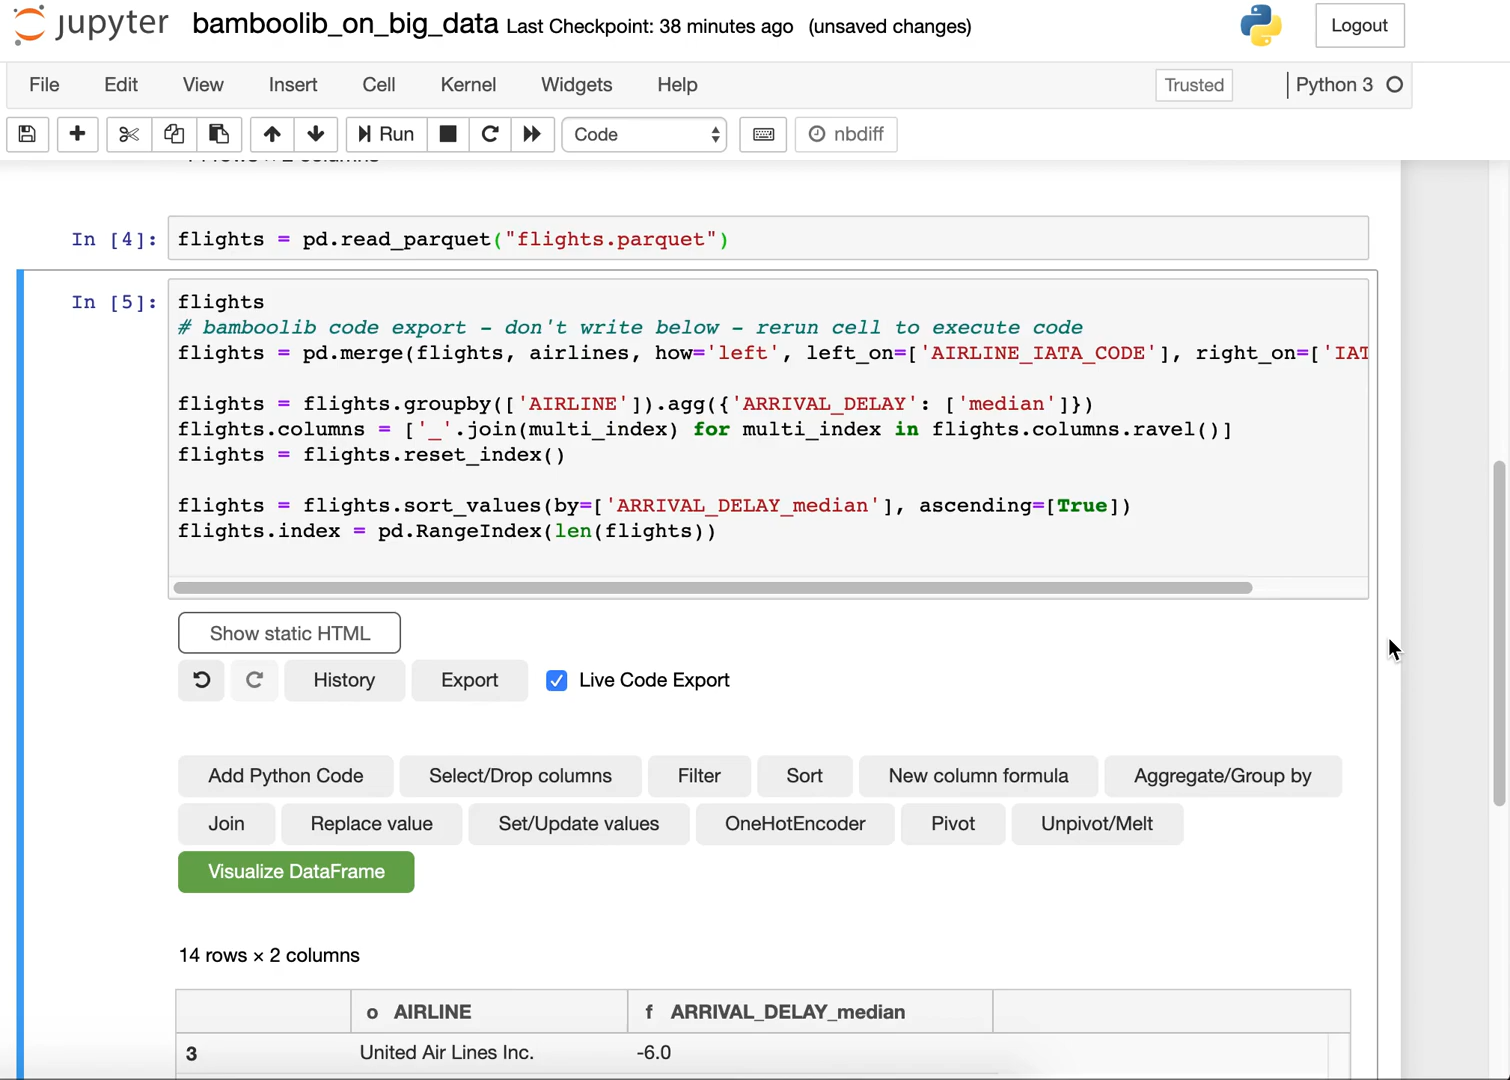 jupyter bamboolib_on_big_data Last Checkpoint: 38 minutes ago (unsaved changes) Logout
File Edit View Insert Cell Kernel Widgets Help Trusted Python 3
Run Code nbdiff
In [4]: flights = pd.read_parquet("flights.parquet")
In [5]: flights
# bamboolib code export - don't write below - rerun cell to execute code
flights = pd.merge(flights, airlines, how='left', left_on=['AIRLINE_IATA_CODE'], right_on=['IAT
flights = flights.groupby(['AIRLINE']).agg({'ARRIVAL_DELAY': ['median']})
flights.columns = ['_'.join(multi_index) for multi_index in flights.columns.ravel()]
flights = flights.reset_index()
flights = flights.sort_values(by=['ARRIVAL_DELAY_median'], ascending=[True])
flights.index = pd.RangeIndex(len(flights))
Show static HTML
History Export Live Code Export
Add Python Code Select/Drop columns Filter Sort New column formula Aggregate/Group by
Join Replace value Set/Update values OneHotEncoder Pivot Unpivot/Melt
Visualize DataFrame
14 rows × 2 columns
o AIRLINE f ARRIVAL_DELAY_median
3 United Air Lines Inc. -6.0